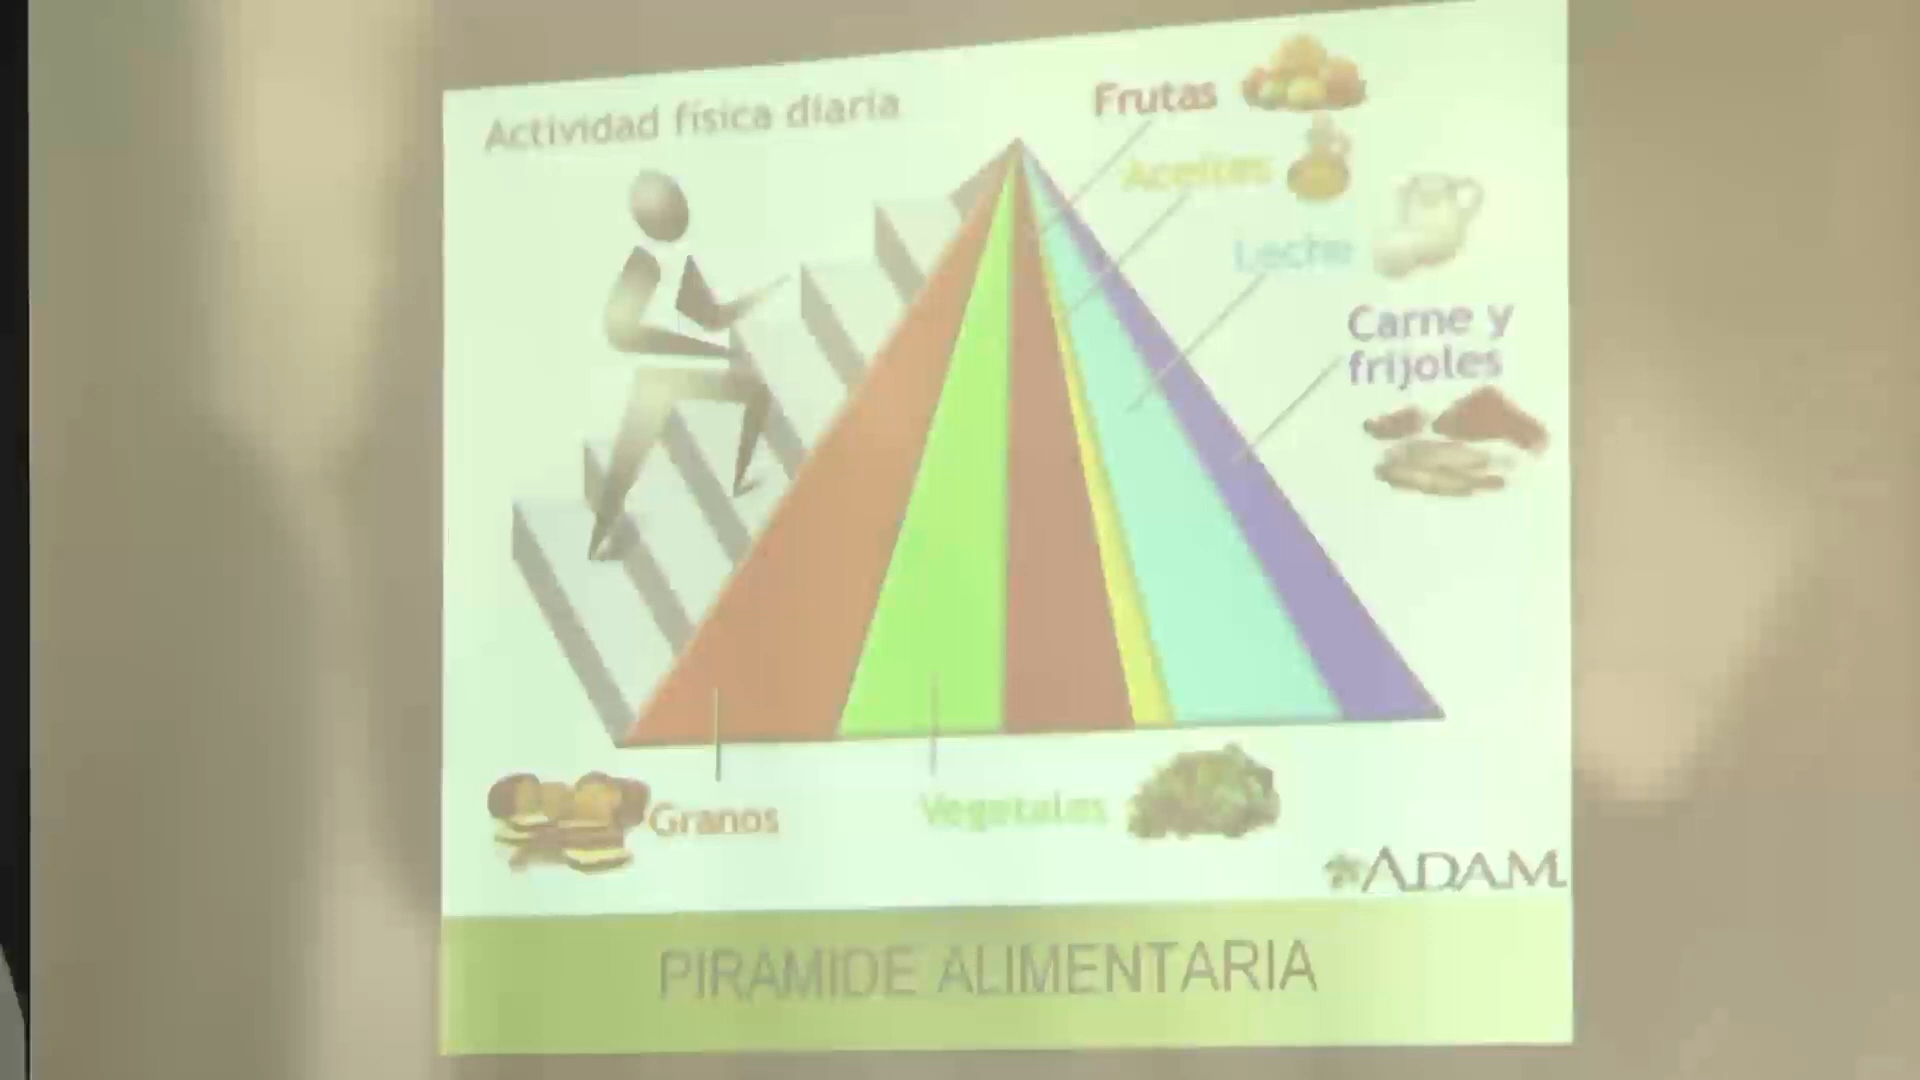 Actividad física diaria
Frutas
Aceites
Leche
Carne y
frijoles
Granos
Vegetales
ADAM.
PIRAMIDE ALIMENTARIA